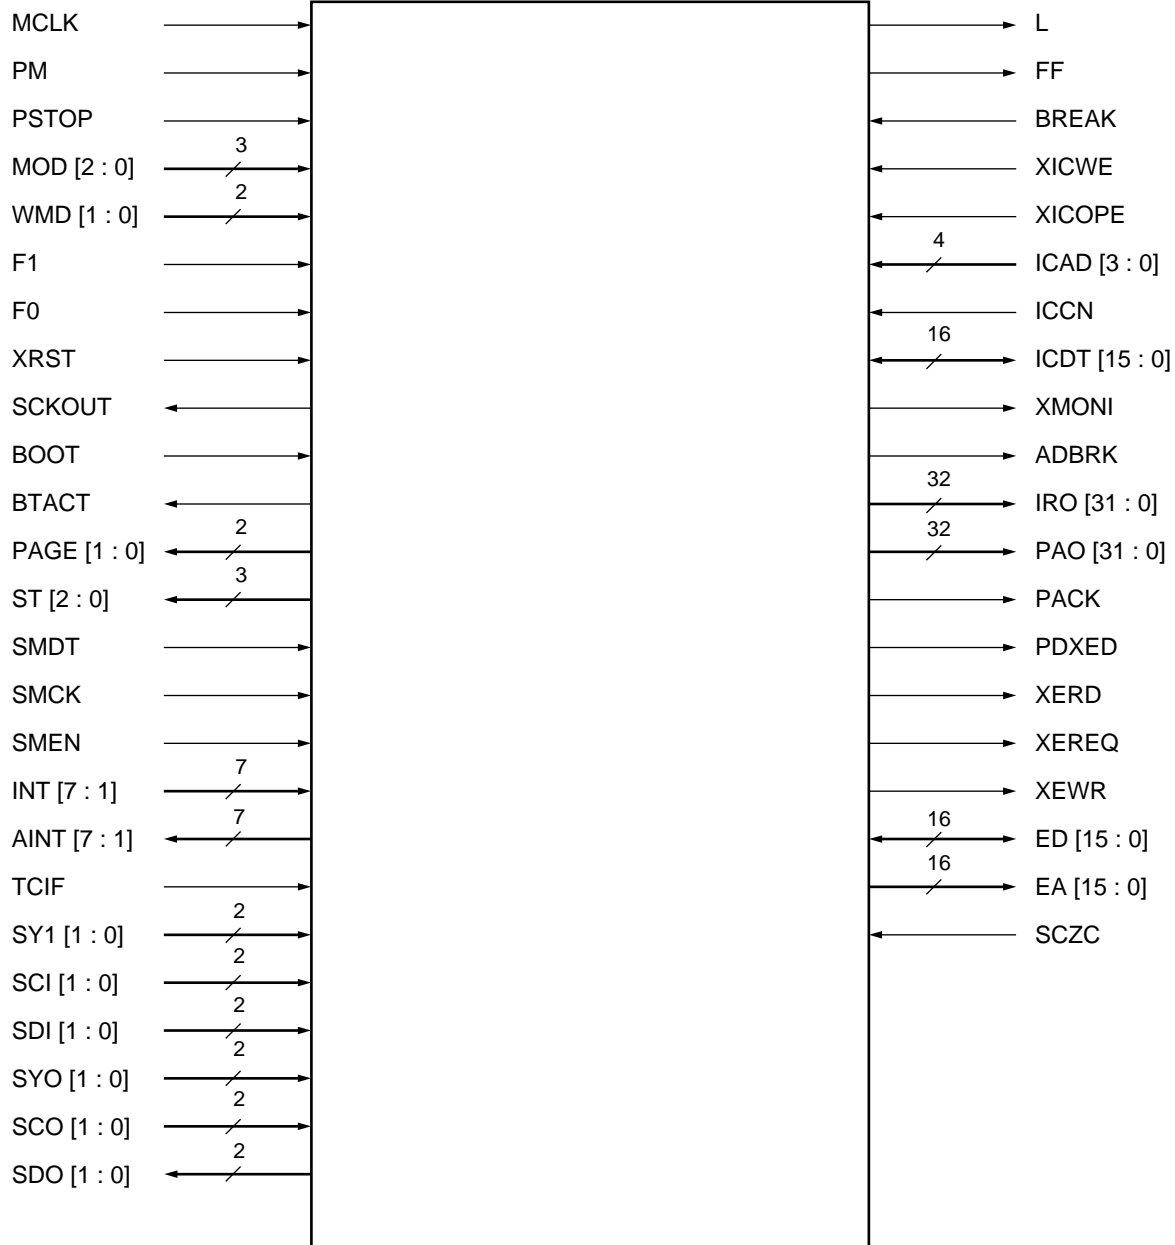 MCLK L
PM FF
PSTOP BREAK
MOD [2 : 0] 3 XICWE
WMD [1 : 0] 2 XICOPE
F1 4 ICAD [3 : 0]
F0 ICCN
XRST 16 ICDT [15 : 0]
SCKOUT XMONI
BOOT ADBRK
BTACT 32 IRO [31 : 0]
PAGE [1 : 0] 2 32 PAO [31 : 0]
ST [2 : 0] 3 PACK
SMDT PDXED
SMCK XERD
SMEN XEREQ
INT [7 : 1] 7 XEWR
AINT [7 : 1] 7 16 ED [15 : 0]
TCIF 16 EA [15 : 0]
SY1 [1 : 0] 2 SCZC
SCI [1 : 0] 2
SDI [1 : 0] 2
SYO [1 : 0] 2
SCO [1 : 0] 2
SDO [1 : 0] 2